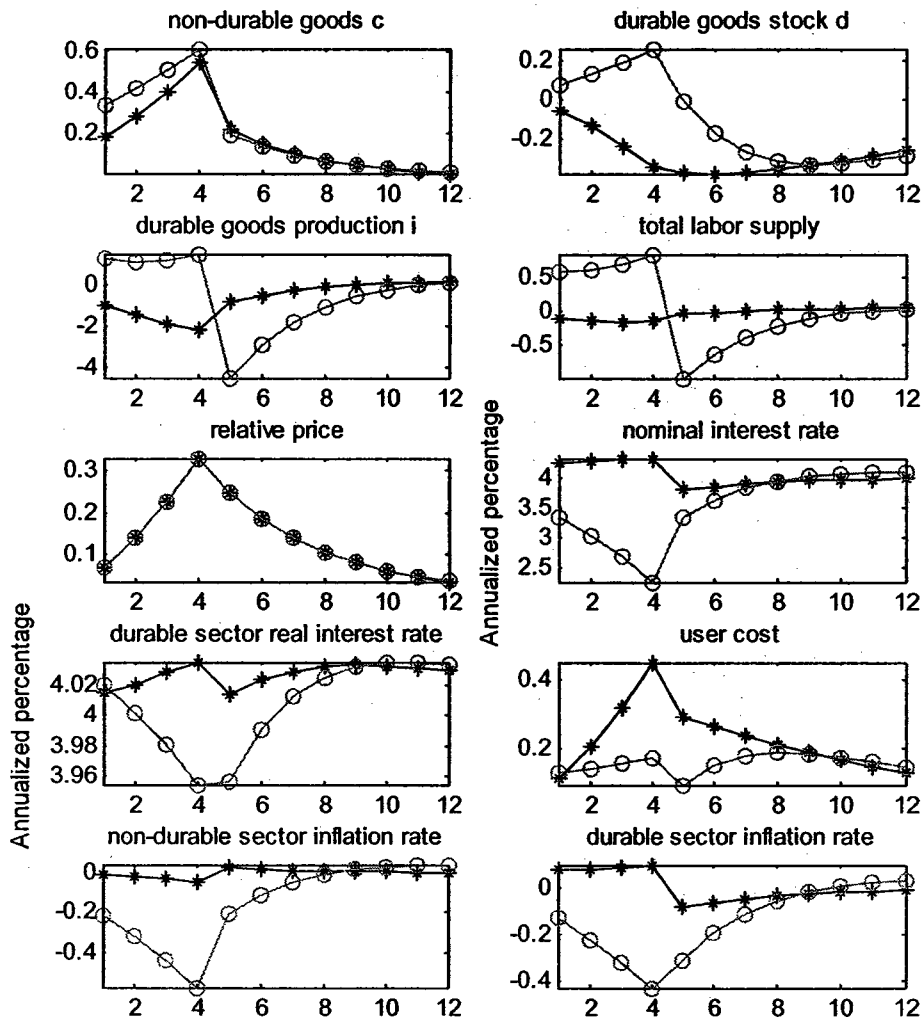 non-durable goods c
0.6
0.4
0.2
2 4 6 8 10 12
durable goods stock d
0.2
0
-0.2
2 4 6 8 10 12
durable goods production i
0
-2
-4
2 4 6 8 10 12
total labor supply
0.5
0
-0.5
2 4 6 8 10 12
relative price
0.3
0.2
0.1
2 4 6 8 10 12
nominal interest rate
4
3.5
3
2.5
2 4 6 8 10 12
Annualized percentage
durable sector real interest rate
4.02
4
3.98
3.96
2 4 6 8 10 12
Annualized percentage
user cost
0.4
0.2
2 4 6 8 10 12
non-durable sector inflation rate
0
-0.2
-0.4
2 4 6 8 10 12
durable sector inflation rate
0
-0.2
-0.4
2 4 6 8 10 12